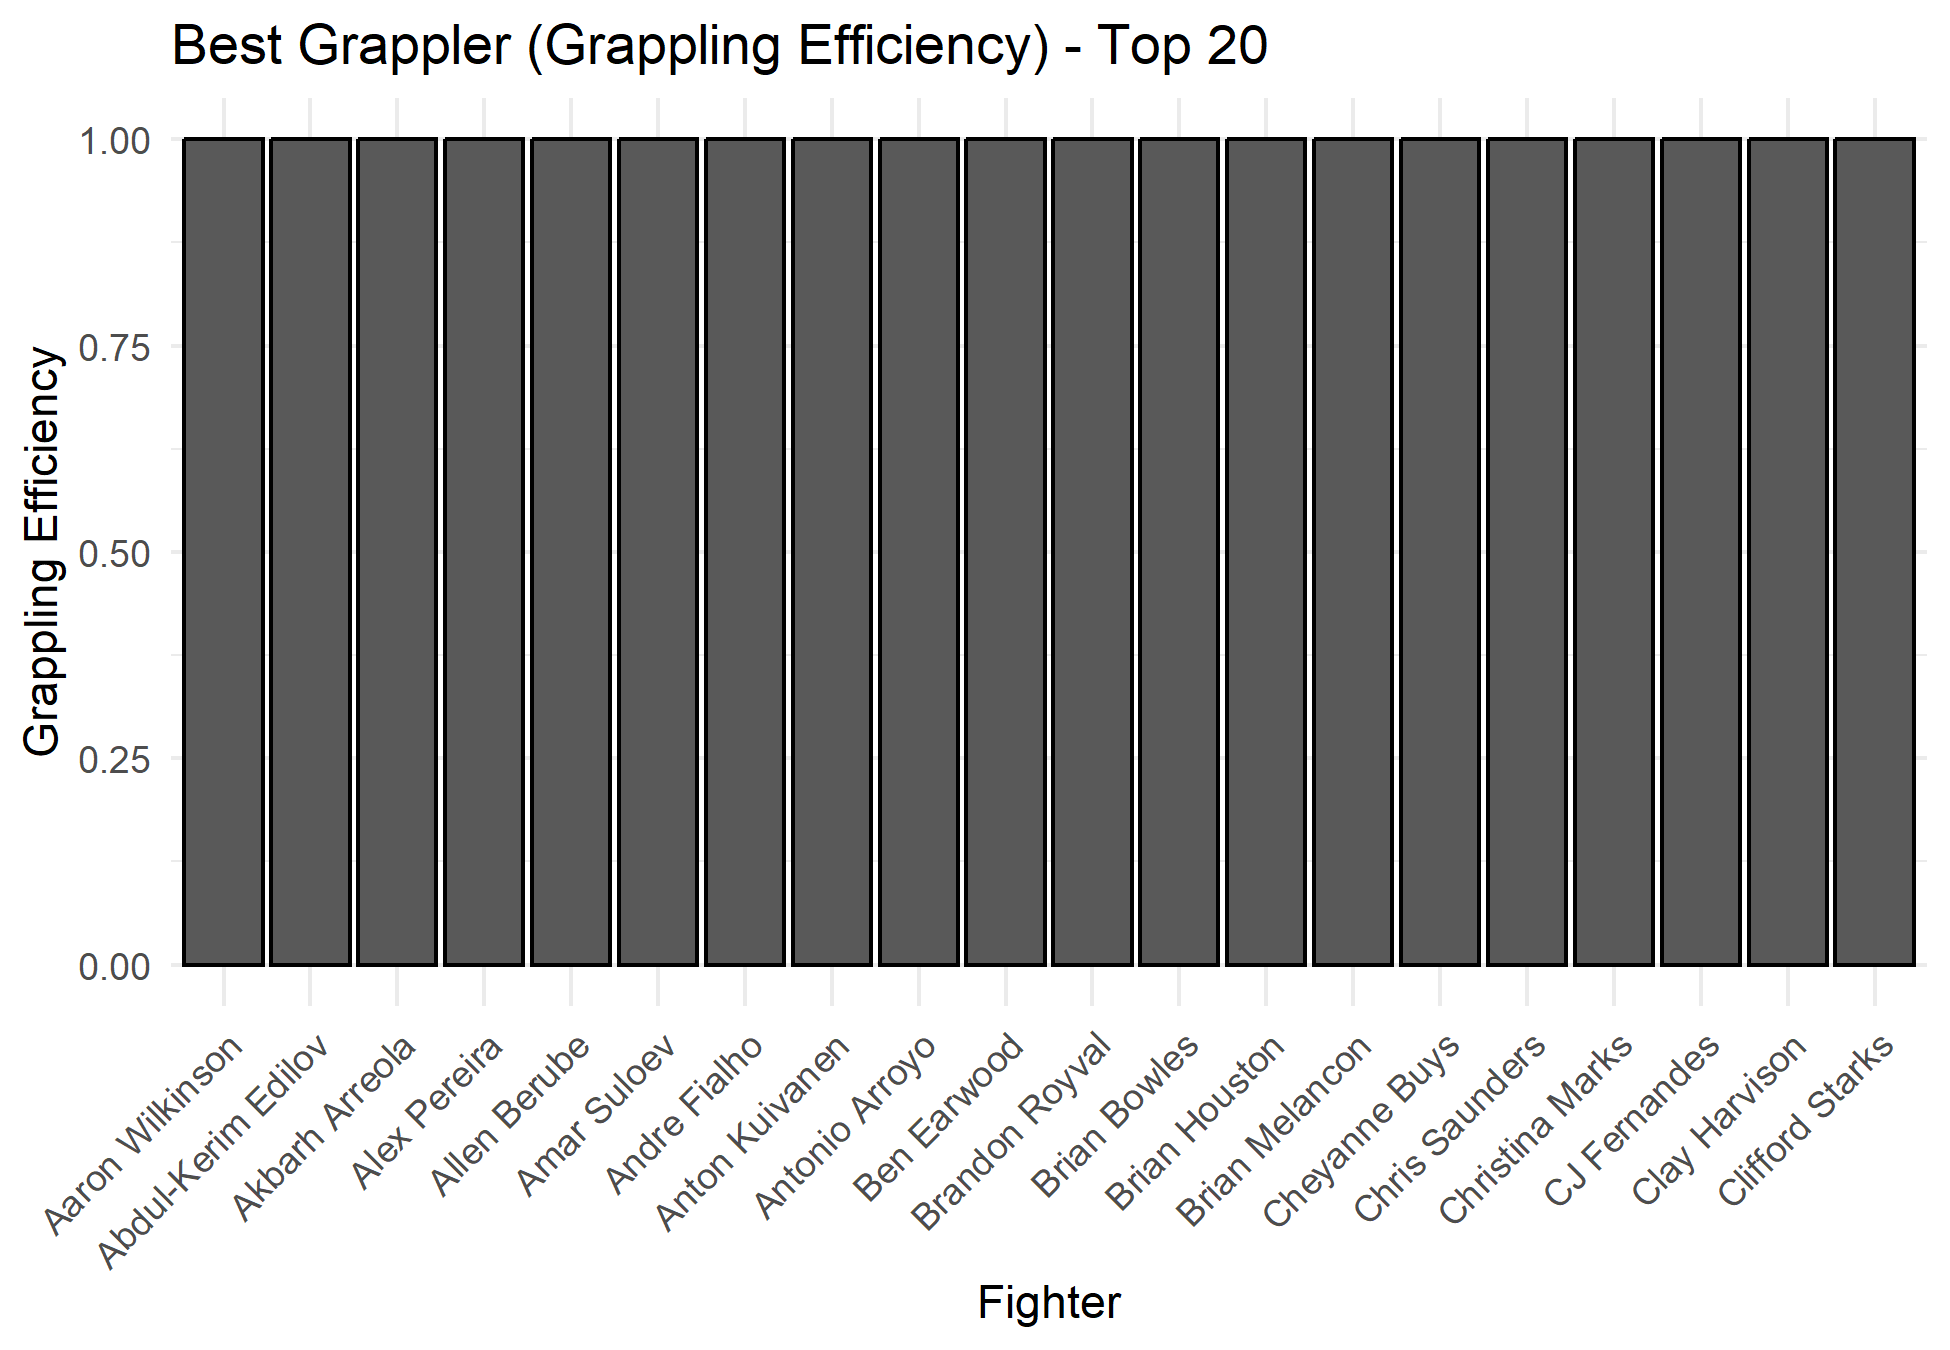 Best Grappler (Grappling Efficiency) - Top 20
Grappling Efficiency
1.00
0.75
0.50
0.25
0.00
Aaron Wilkinson
Abdul-Kerim Edilov
Akbarh Arreola
Alex Pereira
Allen Berube
Amar Suloev
Andre Fialho
Anton Kuivanen
Antonio Arroyo
Ben Earwood
Brandon Royval
Brian Bowles
Brian Houston
Brian Melancon
Cheyanne Buys
Chris Saunders
Christina Marks
CJ Fernandes
Clay Harvison
Clifford Starks
Fighter